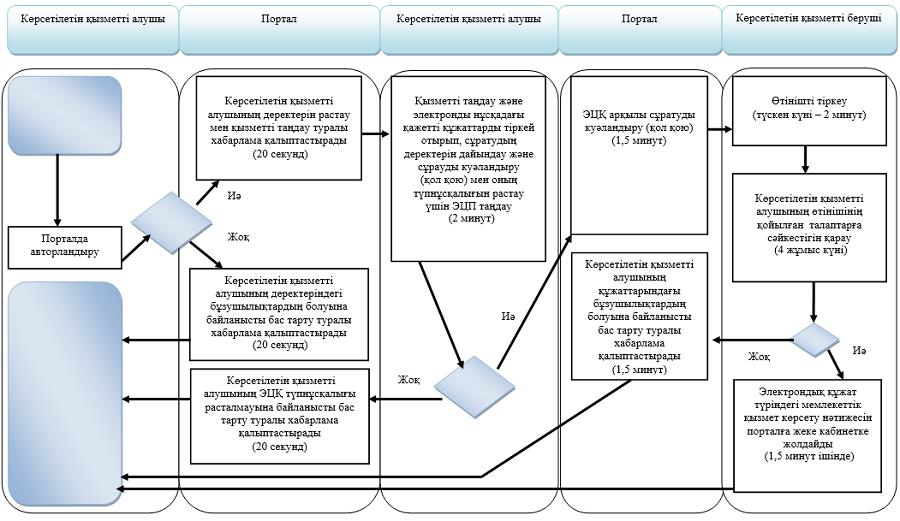 Көрсетілетін қызметті алушы
Портал
Көрсетілетін қызметті алушы
Портал
Көрсетілетін қызметті беруші
Порталда
авторландыру
Көрсетілетін қызметті
алушының деректерін растау
мен қызметті таңдау туралы
хабарлама қалыптастырады
(20 секунд)
Иә
Жоқ
Көрсетілетін қызметті
алушының деректеріндегі
бұзушылықтардың болуына
байланысты бас тарту туралы
хабарлама қалыптастырады
(20 секунд)
Көрсетілетін қызметті
алушының ЭЦҚ түпнұсқалығы
расталмауына байланысты бас
тарту туралы хабарлама
қалыптастырады
(20 секунд)
Қызметті таңдау және
электронды нұсқадағы
қажетті құжаттарды тіркей
отырып, сұратудың
деректерін дайындау және
сұрауды куәландыру
(қол қою) мен оның
түпнұсқалығын растау
үшін ЭЦП таңдау
(2 минут)
Иә
Жоқ
ЭЦҚ арқылы сұратуды
куәландыру (қол қою)
(1,5 минут)
Көрсетілетін қызметті
алушының
құжаттарындағы
бұзушылықтардың
болуына байланысты
бас тарту туралы
хабарлама
қалыптастырады
(1,5 минут)
Өтінішті тіркеу
(түскен күні – 2 минут)
Көрсетілетін қызметті
алушының өтінішінің
қойылған талаптарға
сәйкестігін қарау
(4 жұмыс күні)
Жоқ
Иә
Электрондық құжат
түріндегі мемлекеттік
қызмет көрсету нәтижесін
порталға жеке кабинетке
жолдайды
(1,5 минут ішінде)